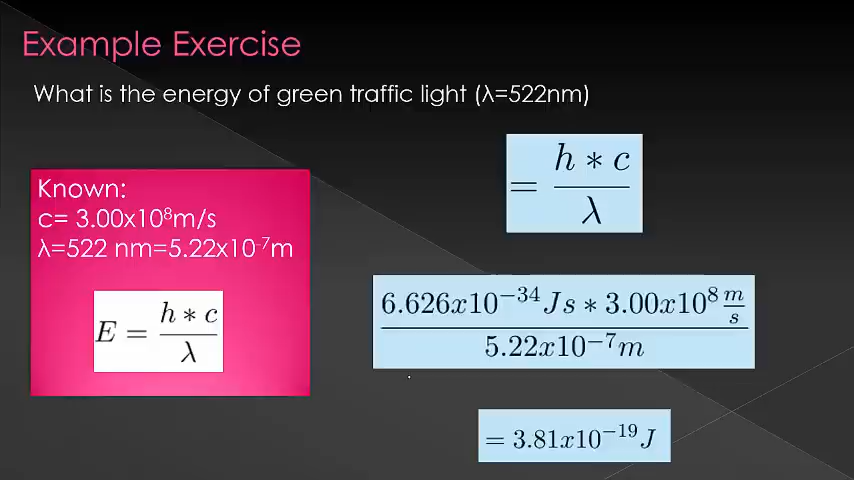 Example Exercise
What is the energy of green traffic light (λ=522nm)
Known:
c= 3.00x10⁸m/s
λ=522 nm=5.22x10⁻⁷m
E = h * c / λ
= h * c / λ
6.626x10⁻³⁴Js * 3.00x10⁸ m/s
5.22x10⁻⁷m
= 3.81x10⁻¹⁹J